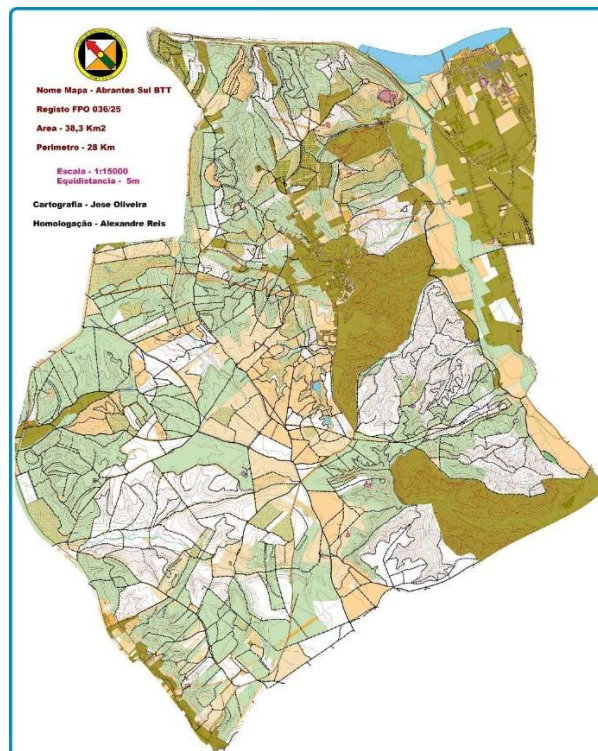 Nome Mapa - Abrantes Sul BTT
Registo FPO 036/25
Area - 38,3 Km2
Perimetro - 28 Km
Escala - 1:15000
Equidistancia - 5m
Cartografia - Jose Oliveira
Homologação - Alexandre Reis